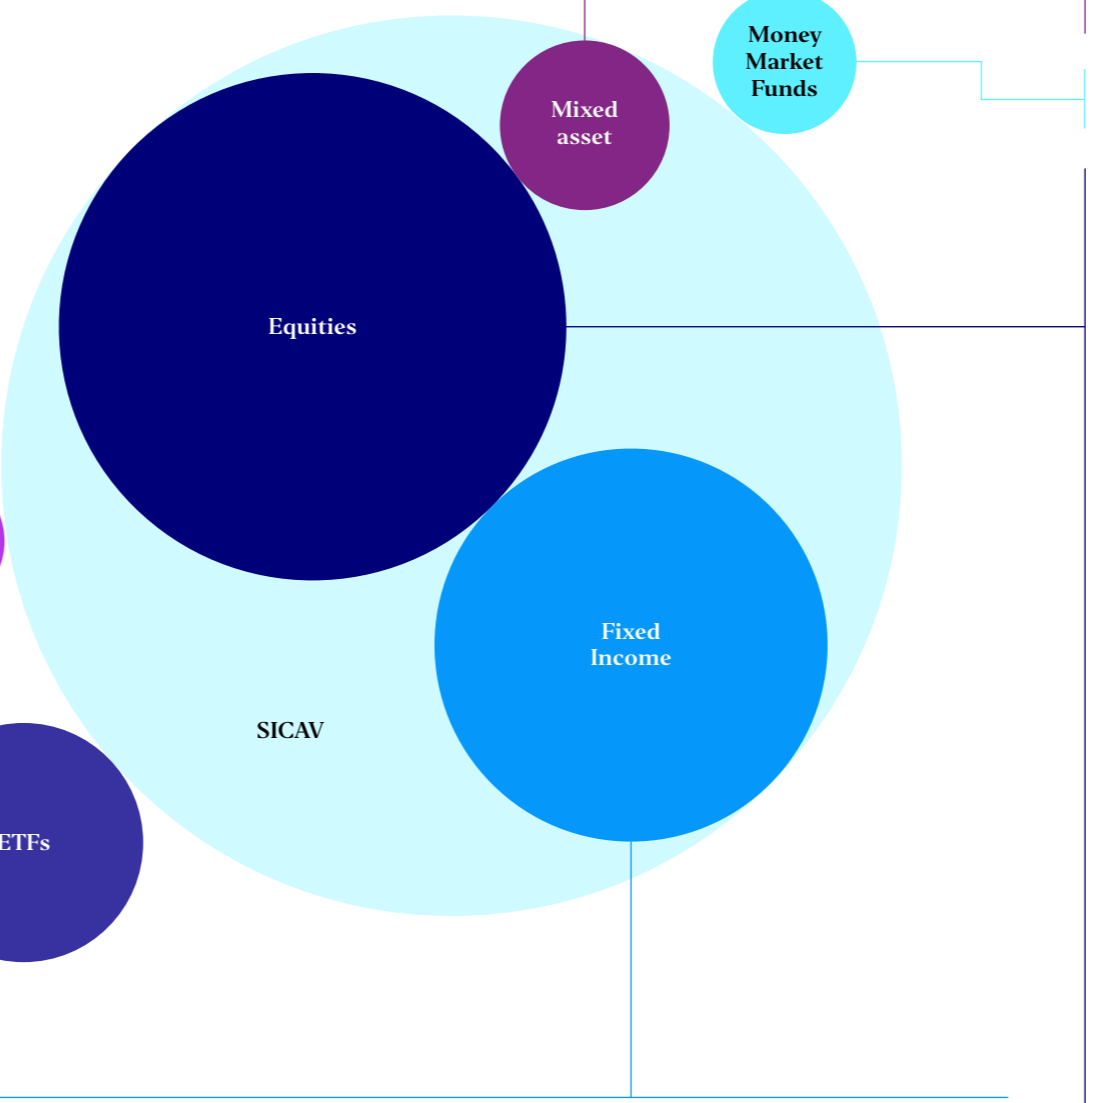 Money
Market
Funds
Mixed
asset
Equities
Fixed
Income
SICAV
ETFs